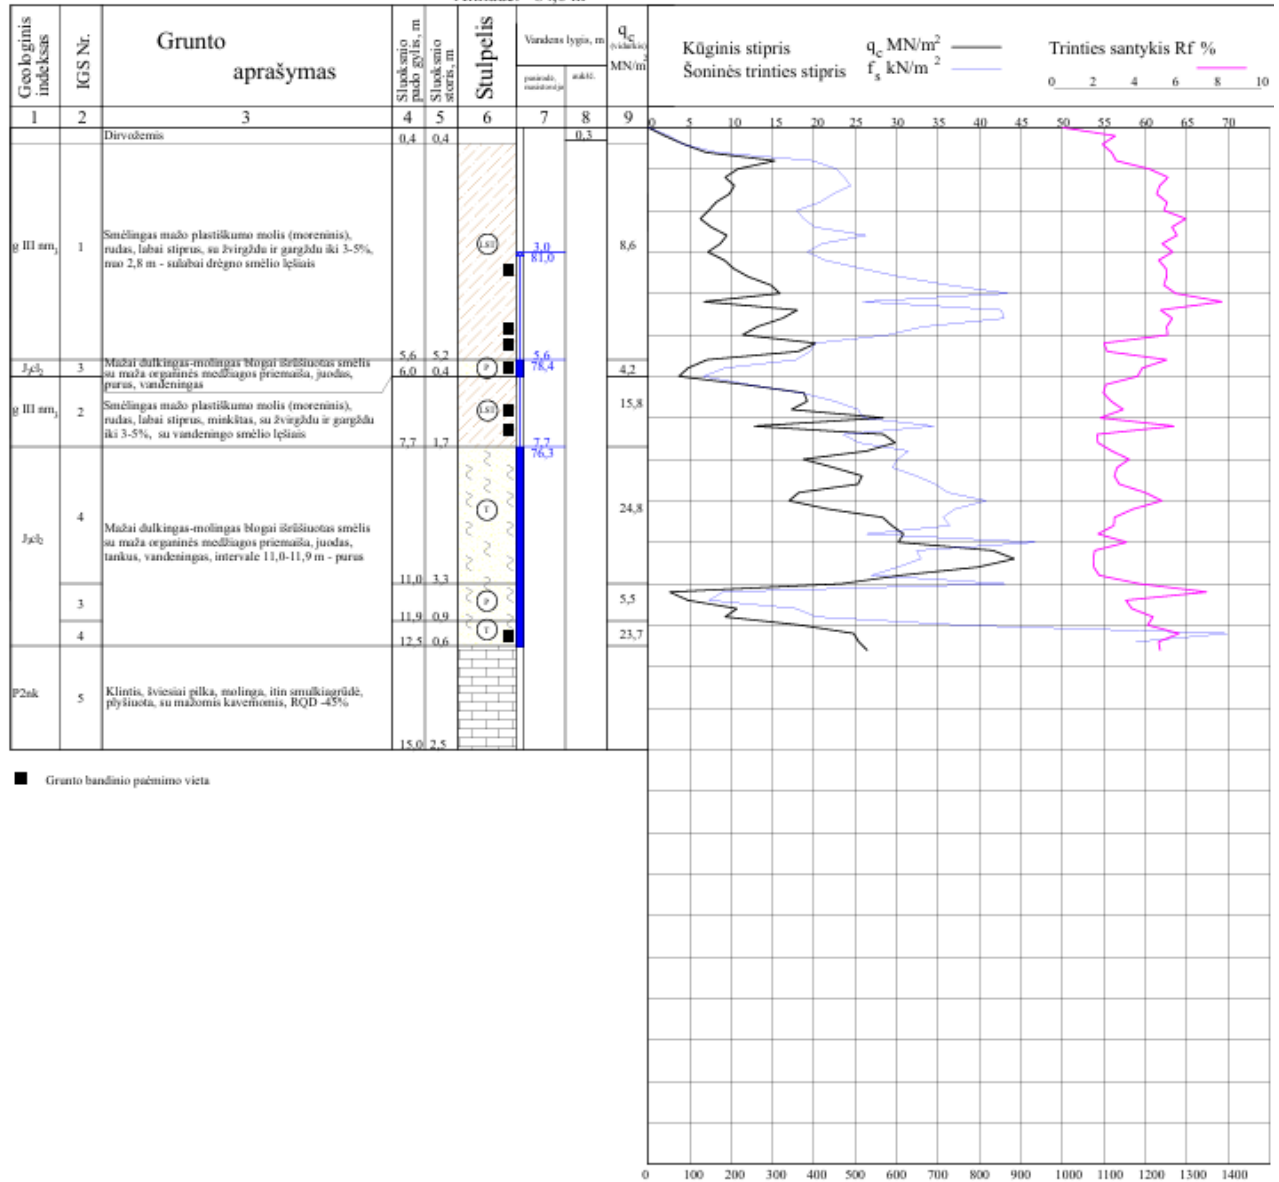 Geologinis indeksas
IGS Nr.
Grunto aprašymas
Sluoksnio pado gylis, m
Sluoksnio storis, m
Stulpelis
Vandens lygis, m
q_c
MN/m²
Kūginis stipris q_c MN/m²
Šoninės trinties stipris f_s kN/m²
Trinties santykis Rf %
0 2 4 6 8 10
1 2 3 4 5 6 7 8 9
0 5 10 15 20 25 30 35 40 45 50 55 60 65 70
Dirvožemis 0,4 0,4 0,3
g III nm₃ 1
Smėlingas mažo plastiškumo molis (moreninis),
rudas, labai stiprus, su žvirgždu ir gargždu iki 3-5%,
nuo 2,8 m - sulabai drėgno smėlio lęšiais
5,6 5,2 LST
3,0
81,0
8,6
J₃cl₂ 3
Mažai dulkingas-molingas blogai išrūšiuotas smėlis
su maža organinės medžiagos priemaiša, juodas,
purus, vandeningas
6,0 0,4 P
5,6
78,4
4,2
g III nm₃ 2
Smėlingas mažo plastiškumo molis (moreninis),
rudas, labai stiprus, minkštas, su žvirgždu ir gargždu
iki 3-5%, su vandeningo smėlio lęšiais
7,7 1,7 LST
7,7
76,3
15,8
J₃cl₂ 4
Mažai dulkingas-molingas blogai išrūšiuotas smėlis
su maža organinės medžiagos priemaiša, juodas,
tankus, vandeningas, intervale 11,0-11,9 m - purus
11,0 3,3 T 24,8
3 11,9 0,9 P 5,5
4 12,5 0,6 T 23,7
P2nk 5
Klintis, šviesiai pilka, molinga, itin smulkiagrūdė,
plyšiuota, su mažomis kavernomis, RQD -45%
15,0 2,5
Grunto bandinio paėmimo vieta
0 100 200 300 400 500 600 700 800 900 1000 1100 1200 1300 1400